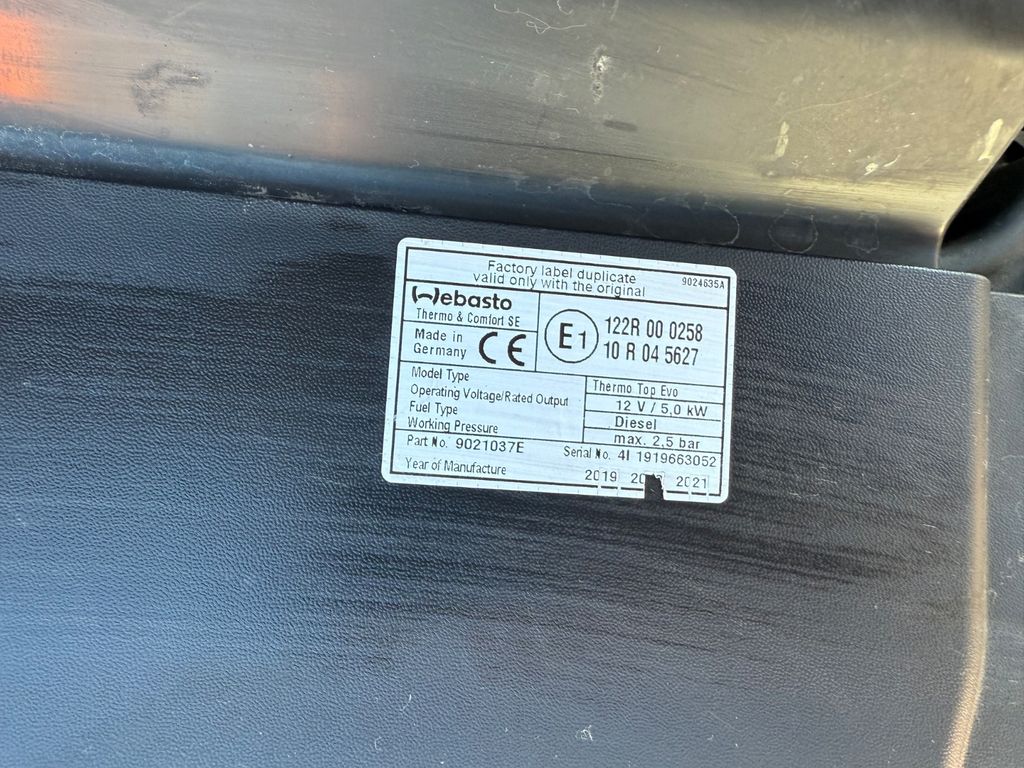 Factory label duplicate
valid only with the original
9024635A
Webasto
Thermo & Comfort SE
Made in
Germany
CE
E1
122R 00 0258
10 R 04 5627
Model Type
Thermo Top Evo
Operating Voltage/Rated Output
12 V / 5,0 kW
Fuel Type
Diesel
Working Pressure
max. 2,5 bar
Part No. 9021037E
Serial No. 4I 1919663052
Year of Manufacture
2019 2021